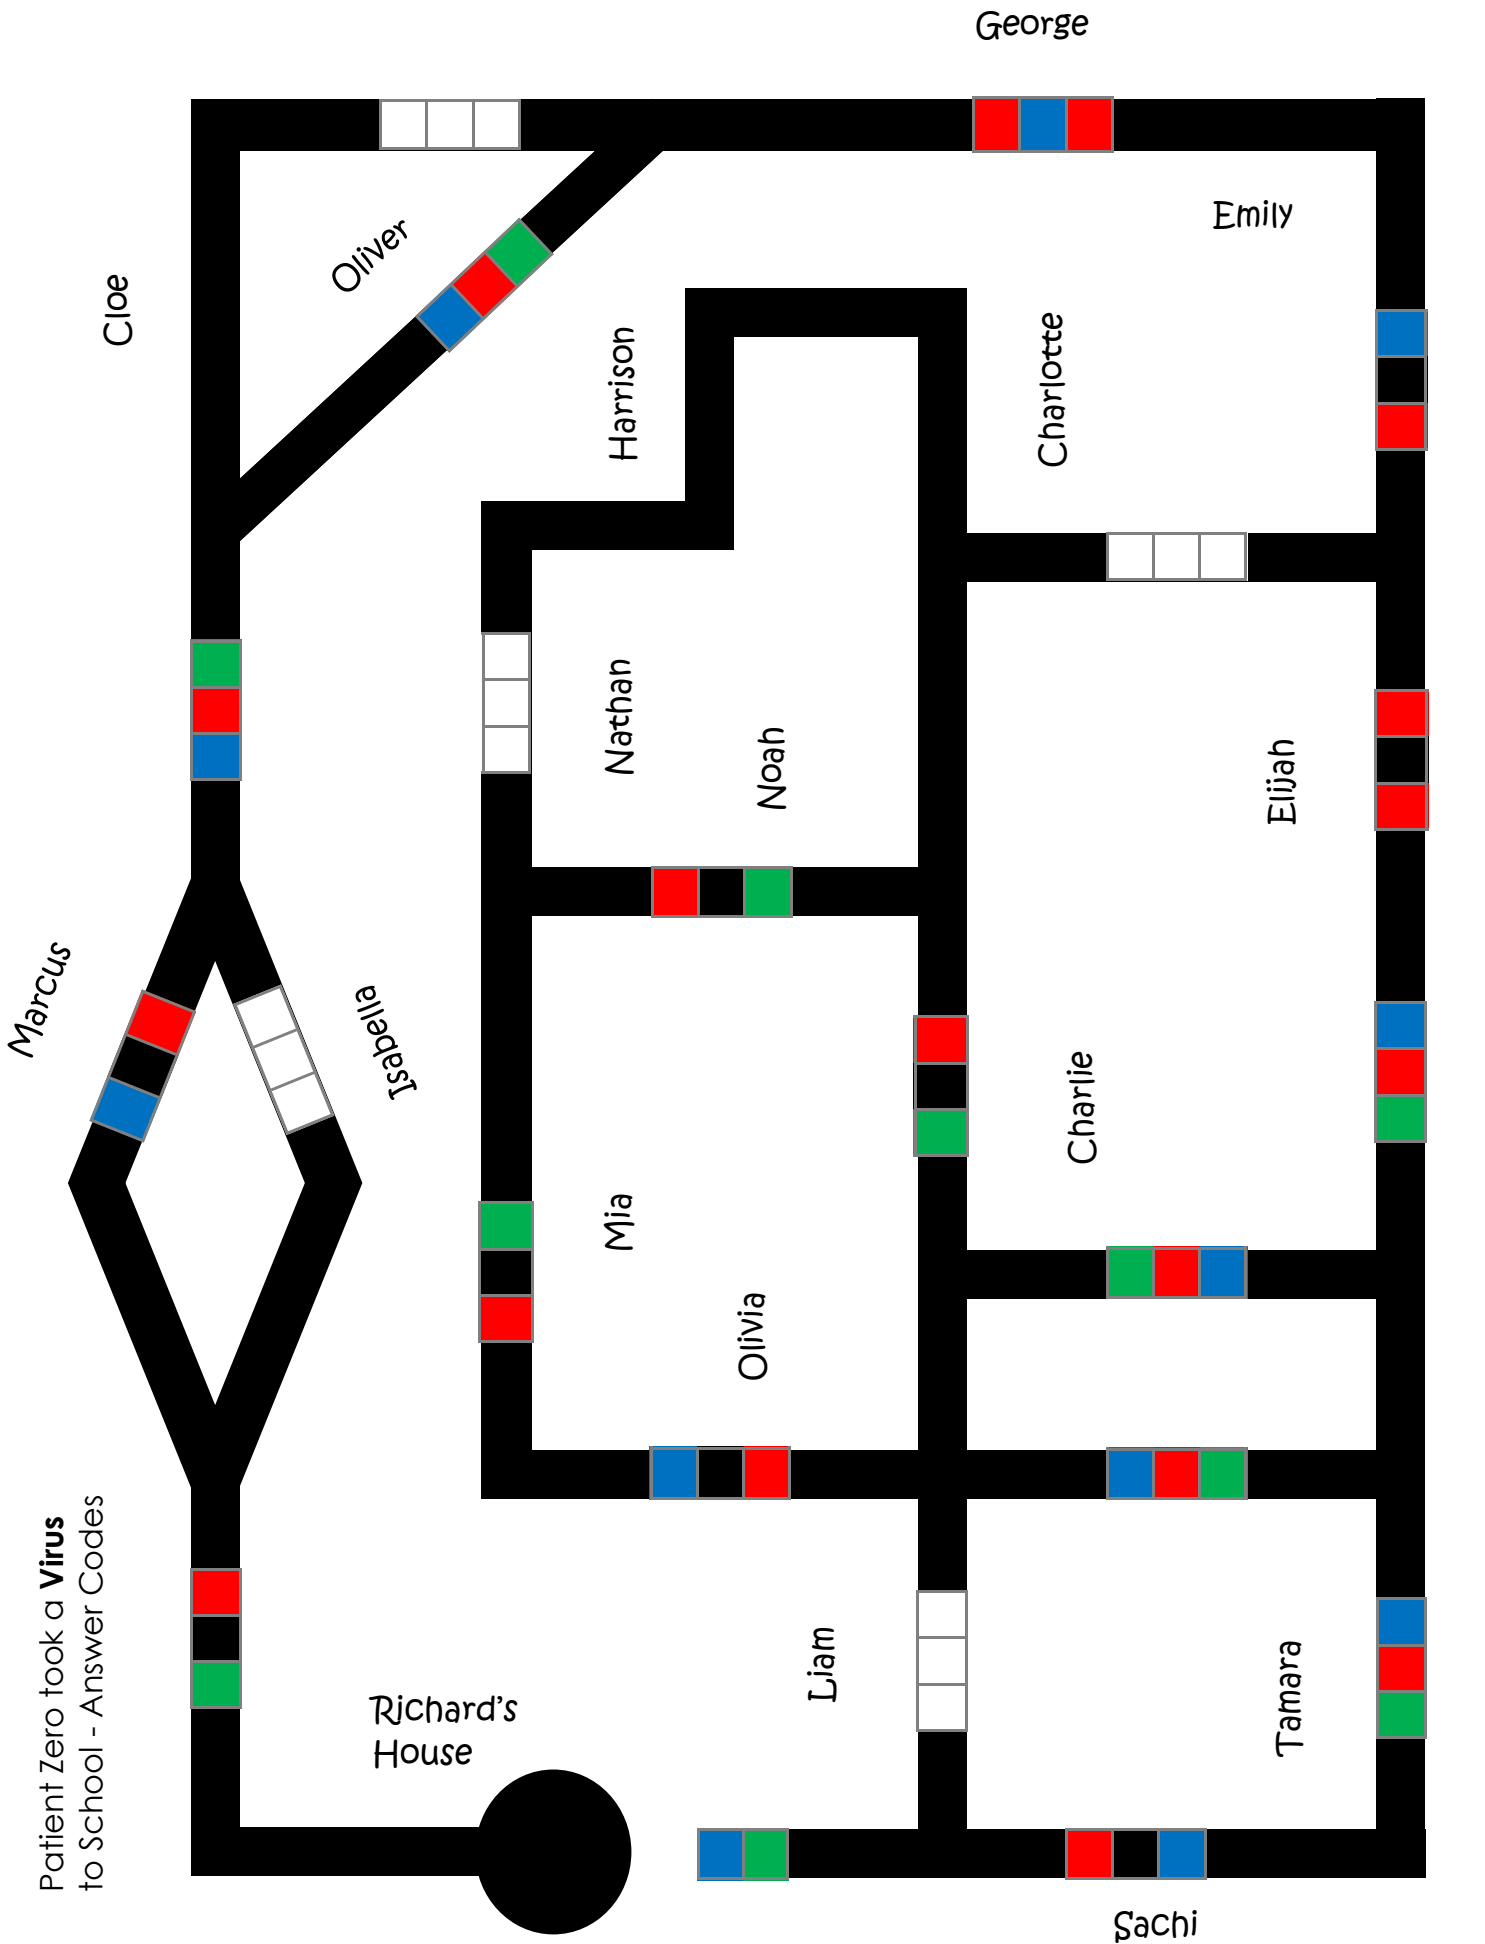 George
Emily
Cloe
Oliver
Harrison
Charlotte
Nathan
Noah
Elijah
Marcus
Isabella
Charlie
Mia
Olivia
Patient Zero took a Virus
to School - Answer Codes
Richard's
House
Liam
Tamara
Sachi